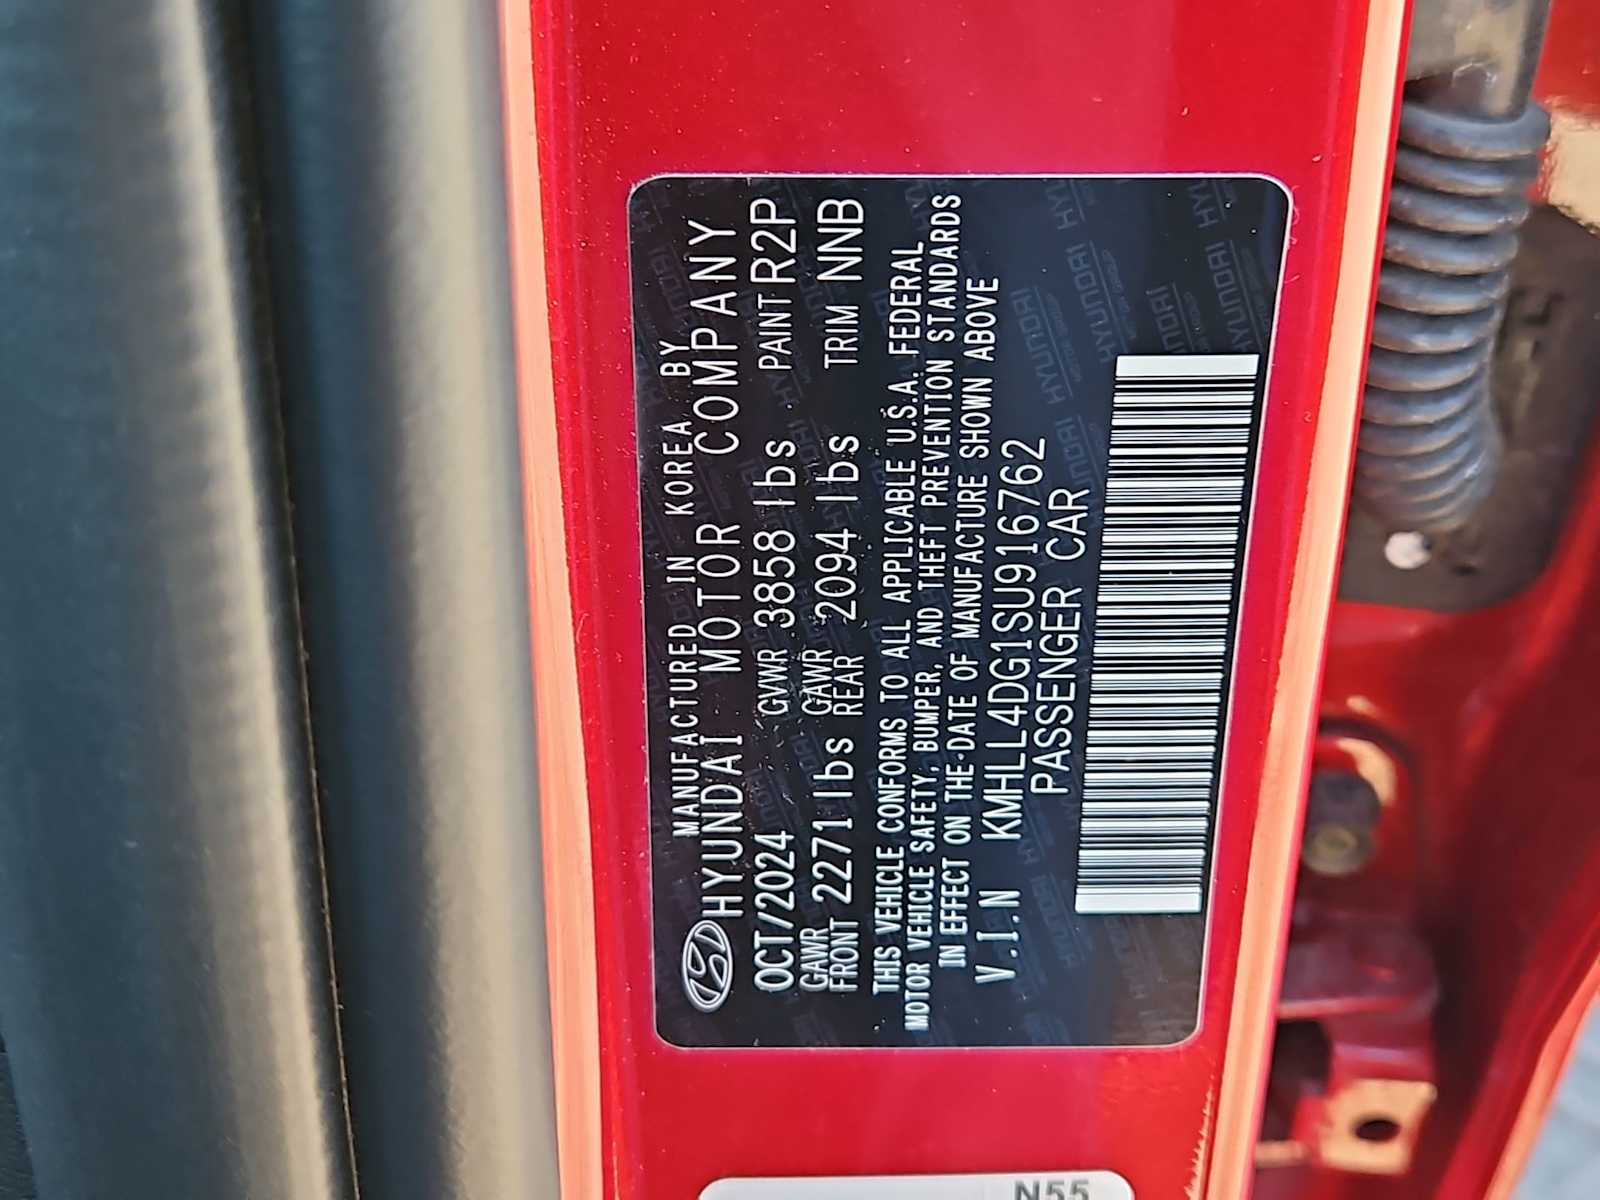 MANUFACTURED IN KOREA BY
HYUNDAI MOTOR COMPANY
OCT/2024 GVWR 3858 lbs PAINT R2P
GAWR FRONT 2271 lbs GAWR REAR 2094 lbs TRIM NNB
THIS VEHICLE CONFORMS TO ALL APPLICABLE U.S.A. FEDERAL
MOTOR VEHICLE SAFETY, BUMPER, AND THEFT PREVENTION STANDARDS
IN EFFECT ON THE DATE OF MANUFACTURE SHOWN ABOVE
V.I.N KMHLL4DG1SU916762
PASSENGER CAR
N55